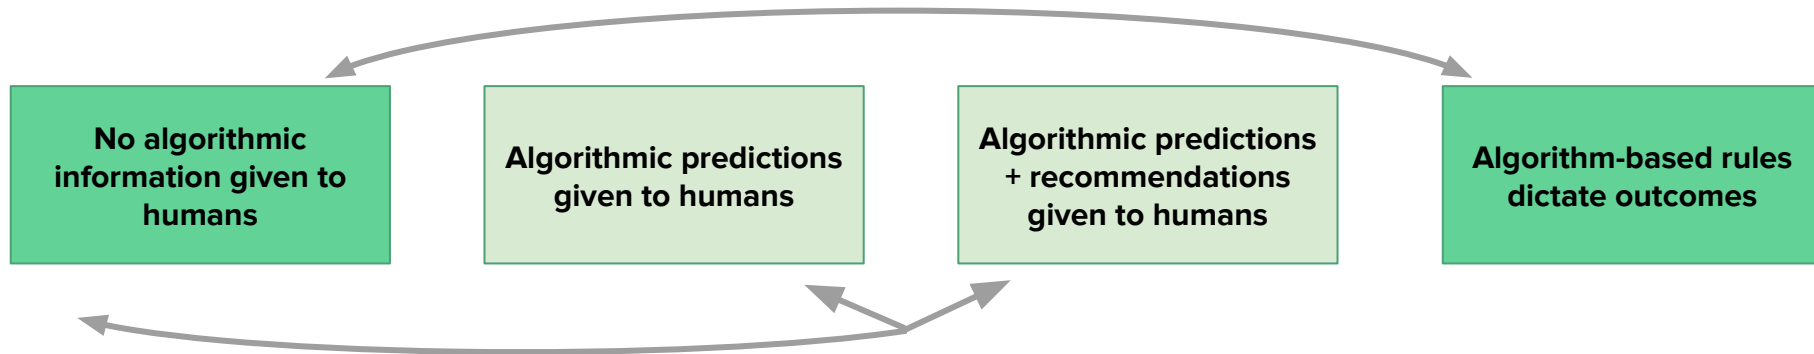 No algorithmic
information given to
humans
Algorithmic predictions
given to humans
Algorithmic predictions
+ recommendations
given to humans
Algorithm-based rules
dictate outcomes